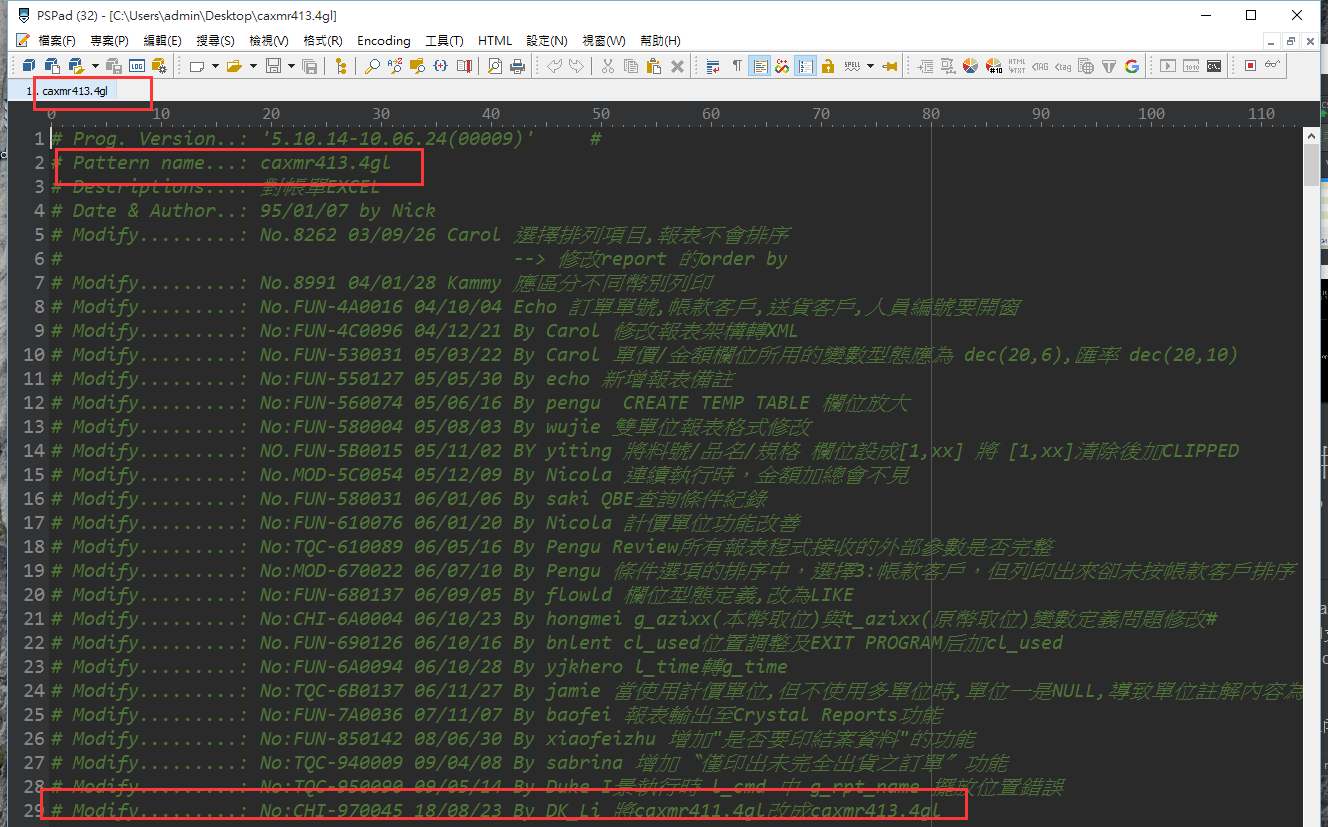 PSPad (32) - [C:\Users\admin\Desktop\caxmr413.4gl]
檔案(F) 專案(P) 編輯(E) 搜尋(S) 檢視(V) 格式(R) Encoding 工具(T) HTML 設定(N) 視窗(W) 幫助(H)
1.. caxmr413.4gl
0 10 20 30 40 50 60 70 80 90 100 110
1 # Prog. Version..: '5.10.14-10.06.24(00009)' #
2 # Pattern name...: caxmr413.4gl
3 # Descriptions...: 對帳單EXCEL
4 # Date & Author..: 95/01/07 by Nick
5 # Modify.........: No.8262 03/09/26 Carol 選擇排列項目,報表不會排序
6 # --> 修改report 的order by
7 # Modify.........: No.8991 04/01/28 Kammy 應區分不同幣別列印
8 # Modify.........: No.FUN-4A0016 04/10/04 Echo 訂單單號,帳款客戶,送貨客戶,人員編號要開窗
9 # Modify.........: No.FUN-4C0096 04/12/21 By Carol 修改報表架構轉XML
10 # Modify.........: No.FUN-530031 05/03/22 By Carol 單價/金額欄位所用的變數型態應為 dec(20,6),匯率 dec(20,10)
11 # Modify.........: No:FUN-550127 05/05/30 By echo 新增報表備註
12 # Modify.........: No:FUN-560074 05/06/16 By pengu  CREATE TEMP TABLE 欄位放大
13 # Modify.........: No:FUN-580004 05/08/03 By wujie 雙單位報表格式修改
14 # Modify.........: NO.FUN-5B0015 05/11/02 BY yiting 將料號/品名/規格 欄位設成[1,xx] 將 [1,xx]清除後加CLIPPED
15 # Modify.........: No.MOD-5C0054 05/12/09 By Nicola 連續執行時，金額加總會不見
16 # Modify.........: No.FUN-580031 06/01/06 By saki QBE查詢條件紀錄
17 # Modify.........: No:FUN-610076 06/01/20 By Nicola 計價單位功能改善
18 # Modify.........: No:TQC-610089 06/05/16 By Pengu Review所有報表程式接收的外部參數是否完整
19 # Modify.........: No:MOD-670022 06/07/10 By Pengu 條件選項的排序中，選擇3:帳款客戶，但列印出來卻未按帳款客戶排序
20 # Modify.........: No:FUN-680137 06/09/05 By flowld 欄位型態定義,改為LIKE
21 # Modify.........: No:CHI-6A0004 06/10/23 By hongmei g_azixx(本幣取位)與t_azixx(原幣取位)變數定義問題修改#
22 # Modify.........: No.FUN-690126 06/10/16 By bnlent cl_used位置調整及EXIT PROGRAM后加cl_used
23 # Modify.........: No:FUN-6A0094 06/10/28 By yjkhero l_time轉g_time
24 # Modify.........: No:TQC-6B0137 06/11/27 By jamie 當使用計價單位,但不使用多單位時,單位一是NULL,導致單位註解內容為
25 # Modify.........: No:FUN-7A0036 07/11/07 By baofei 報表輸出至Crystal Reports功能
26 # Modify.........: No:FUN-850142 08/06/30 By xiaofeizhu 增加"是否要印結案資料"的功能
27 # Modify.........: No:TQC-940009 09/04/08 By sabrina 增加〝僅印出未完全出貨之訂單〞功能
28 # Modify.........: No:TQC-950090 09/05/14 By Duke I景執行時 l_cmd 中 g_rpt_name 擺放位置錯誤
29 # Modify.........:No:CHI-970045 18/08/23 By DK_Li 將caxmr411.4gl改成caxmr413.4gl